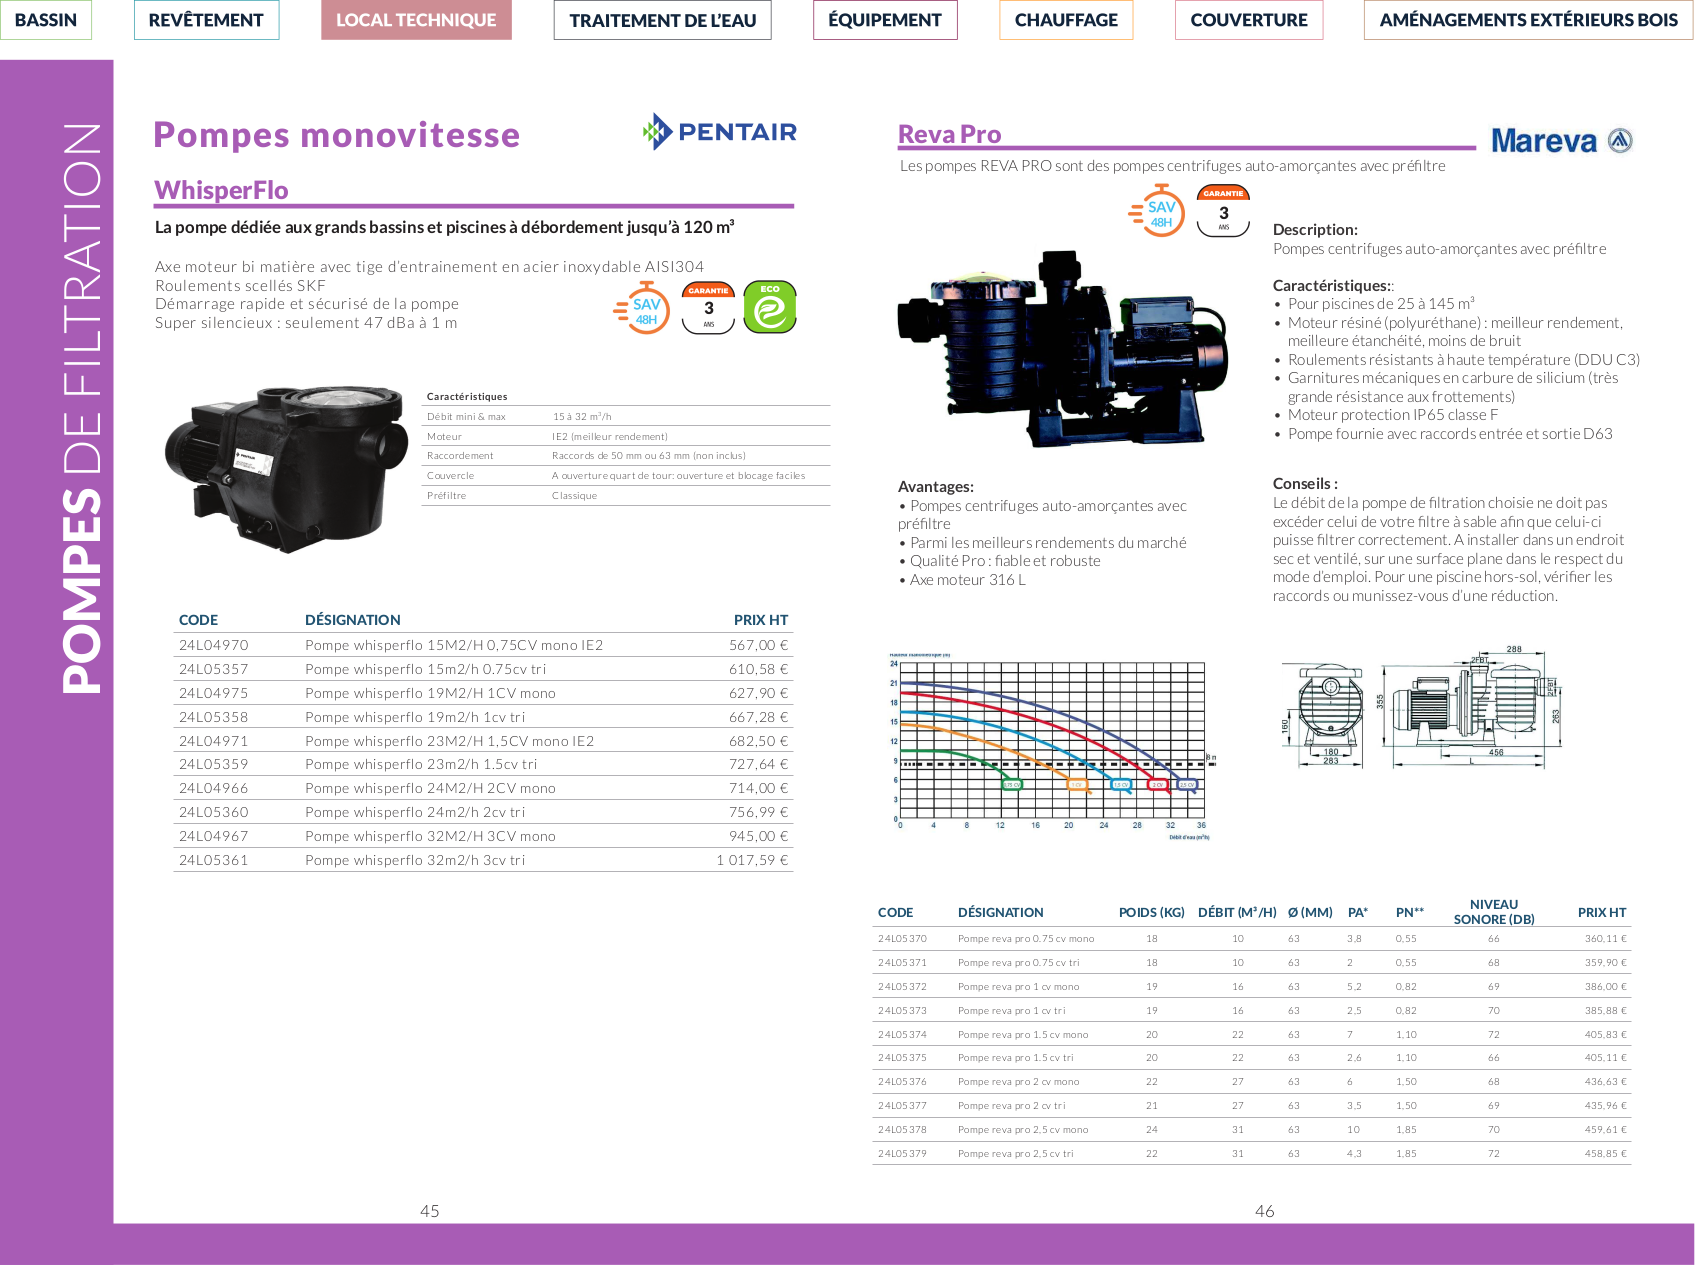 BASSIN
REVÊTEMENT
LOCAL TECHNIQUE
TRAITEMENT DE L'EAU
ÉQUIPEMENT
CHAUFFAGE
COUVERTURE
AMÉNAGEMENTS EXTÉRIEURS BOIS
POMPES DE FILTRATION
Pompes monovitesse
PENTAIR
WhisperFlo
La pompe dédiée aux grands bassins et piscines à débordement jusqu'à 120 m³
Axe moteur bi matière avec tige d'entrainement en acier inoxydable AISI304
Roulements scellés SKF
Démarrage rapide et sécurisé de la pompe
Super silencieux : seulement 47 dBa à 1 m
SAV
48H
GARANTIE
3
ANS
ECO
PENTAIR
Caractéristiques
Débit mini & max 15 à 32 m³/h
Moteur IE2 (meilleur rendement)
Raccordement Raccords de 50 mm ou 63 mm (non inclus)
Couvercle A ouverture quart de tour: ouverture et blocage faciles
Préfiltre Classique
CODE DÉSIGNATION PRIX HT
24L04970 Pompe whisperflo 15M2/H 0,75CV mono IE2 567,00 €
24L05357 Pompe whisperflo 15m2/h 0.75cv tri 610,58 €
24L04975 Pompe whisperflo 19M2/H 1CV mono 627,90 €
24L05358 Pompe whisperflo 19m2/h 1cv tri 667,28 €
24L04971 Pompe whisperflo 23M2/H 1,5CV mono IE2 682,50 €
24L05359 Pompe whisperflo 23m2/h 1.5cv tri 727,64 €
24L04966 Pompe whisperflo 24M2/H 2CV mono 714,00 €
24L05360 Pompe whisperflo 24m2/h 2cv tri 756,99 €
24L04967 Pompe whisperflo 32M2/H 3CV mono 945,00 €
24L05361 Pompe whisperflo 32m2/h 3cv tri 1 017,59 €
45
Reva Pro
Mareva
Les pompes REVA PRO sont des pompes centrifuges auto-amorçantes avec préfiltre
SAV
48H
GARANTIE
3
ANS
Description:
Pompes centrifuges auto-amorçantes avec préfiltre
Caractéristiques::
• Pour piscines de 25 à 145 m³
• Moteur résiné (polyuréthane) : meilleur rendement,
meilleure étanchéité, moins de bruit
• Roulements résistants à haute température (DDU C3)
• Garnitures mécaniques en carbure de silicium (très
grande résistance aux frottements)
• Moteur protection IP65 classe F
• Pompe fournie avec raccords entrée et sortie D63
Avantages:
• Pompes centrifuges auto-amorçantes avec
préfiltre
• Parmi les meilleurs rendements du marché
• Qualité Pro : fiable et robuste
• Axe moteur 316 L
Conseils :
Le débit de la pompe de filtration choisie ne doit pas
excéder celui de votre filtre à sable afin que celui-ci
puisse filtrer correctement. A installer dans un endroit
sec et ventilé, sur une surface plane dans le respect du
mode d'emploi. Pour une piscine hors-sol, vérifier les
raccords ou munissez-vous d'une réduction.
24
21
18
15
12
9
6
3
0
8 m
0,75 CV
1 CV
1,5 CV
2 CV
2,5 CV
0 4 8 12 16 20 24 28 32 36
Débit d'eau (m³/h)
160
180
283
355
288
2FBT
2FBT
263
456
L
CODE DÉSIGNATION POIDS (KG) DÉBIT (M³/H) Ø (MM) PA* PN** NIVEAU SONORE (DB) PRIX HT
24L05370 Pompe reva pro 0.75 cv mono 18 10 63 3,8 0,55 66 360,11 €
24L05371 Pompe reva pro 0.75 cv tri 18 10 63 2 0,55 68 359,90 €
24L05372 Pompe reva pro 1 cv mono 19 16 63 5,2 0,82 69 386,00 €
24L05373 Pompe reva pro 1 cv tri 19 16 63 2,5 0,82 70 385,88 €
24L05374 Pompe reva pro 1.5 cv mono 20 22 63 7 1,10 72 405,83 €
24L05375 Pompe reva pro 1.5 cv tri 20 22 63 2,6 1,10 66 405,11 €
24L05376 Pompe reva pro 2 cv mono 22 27 63 6 1,50 68 436,63 €
24L05377 Pompe reva pro 2 cv tri 21 27 63 3,5 1,50 69 435,96 €
24L05378 Pompe reva pro 2,5 cv mono 24 31 63 10 1,85 70 459,61 €
24L05379 Pompe reva pro 2,5 cv tri 22 31 63 4,3 1,85 72 458,85 €
46